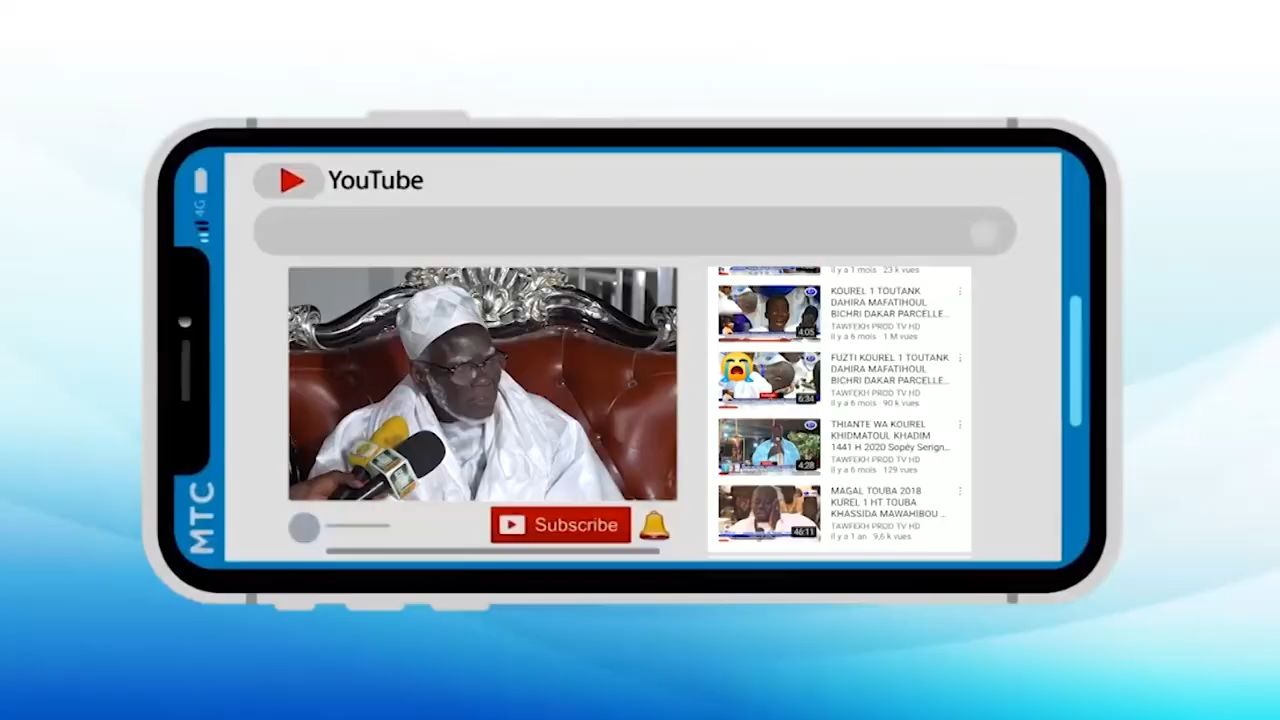 4G
MTC
YouTube
Subscribe
il y a 1 mois · 23 k vues
KOUREL 1 TOUTANK
DAHIRA MAFATIHOUL
BICHRI DAKAR PARCELLE...
TAWFEKH PROD TV HD
il y a 6 mois · 1 M vues
4:05
FUZTI KOUREL 1 TOUTANK
DAHIRA MAFATIHOUL
BICHRI DAKAR PARCELLE...
TAWFEKH PROD TV HD
il y a 6 mois · 90 k vues
6:34
THIANTE WA KOUREL
KHIDMATOUL KHADIM
1441 H 2020 Sopéy Serign...
TAWFEKH PROD TV HD
il y a 6 mois · 129 vues
4:28
MAGAL TOUBA 2018
KUREL 1 HT TOUBA
KHASSIDA MAWAHIBOU ...
TAWFEKH PROD TV HD
il y a 1 an · 9,6 k vues
46:11